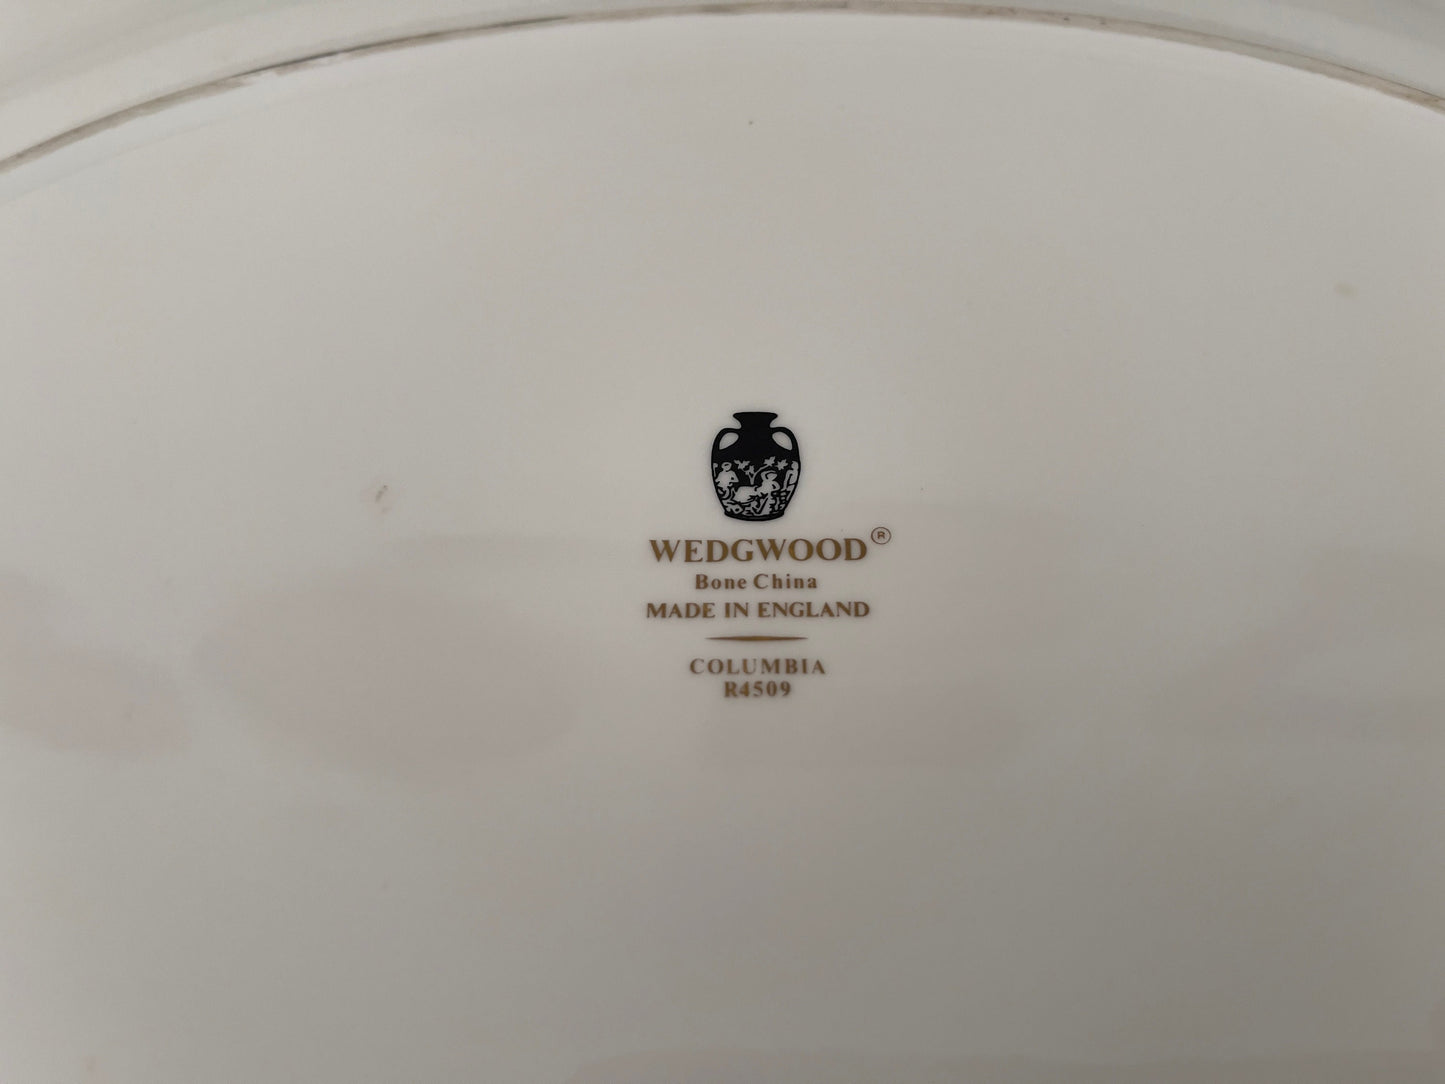 WEDGWOOD®
Bone China
MADE IN ENGLAND
COLUMBIA
R4509